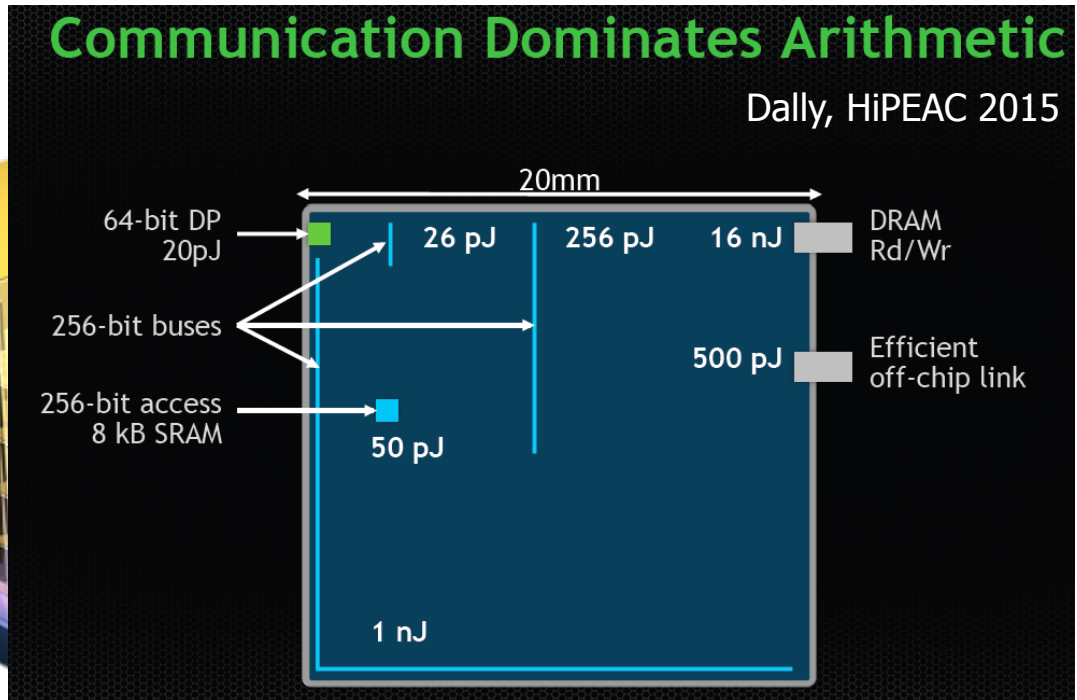 Communication Dominates Arithmetic
Dally, HiPEAC 2015
20mm
64-bit DP
20pJ
26 pJ
256 pJ
16 nJ
DRAM
Rd/Wr
256-bit buses
500 pJ
Efficient
off-chip link
256-bit access
8 kB SRAM
50 pJ
1 nJ